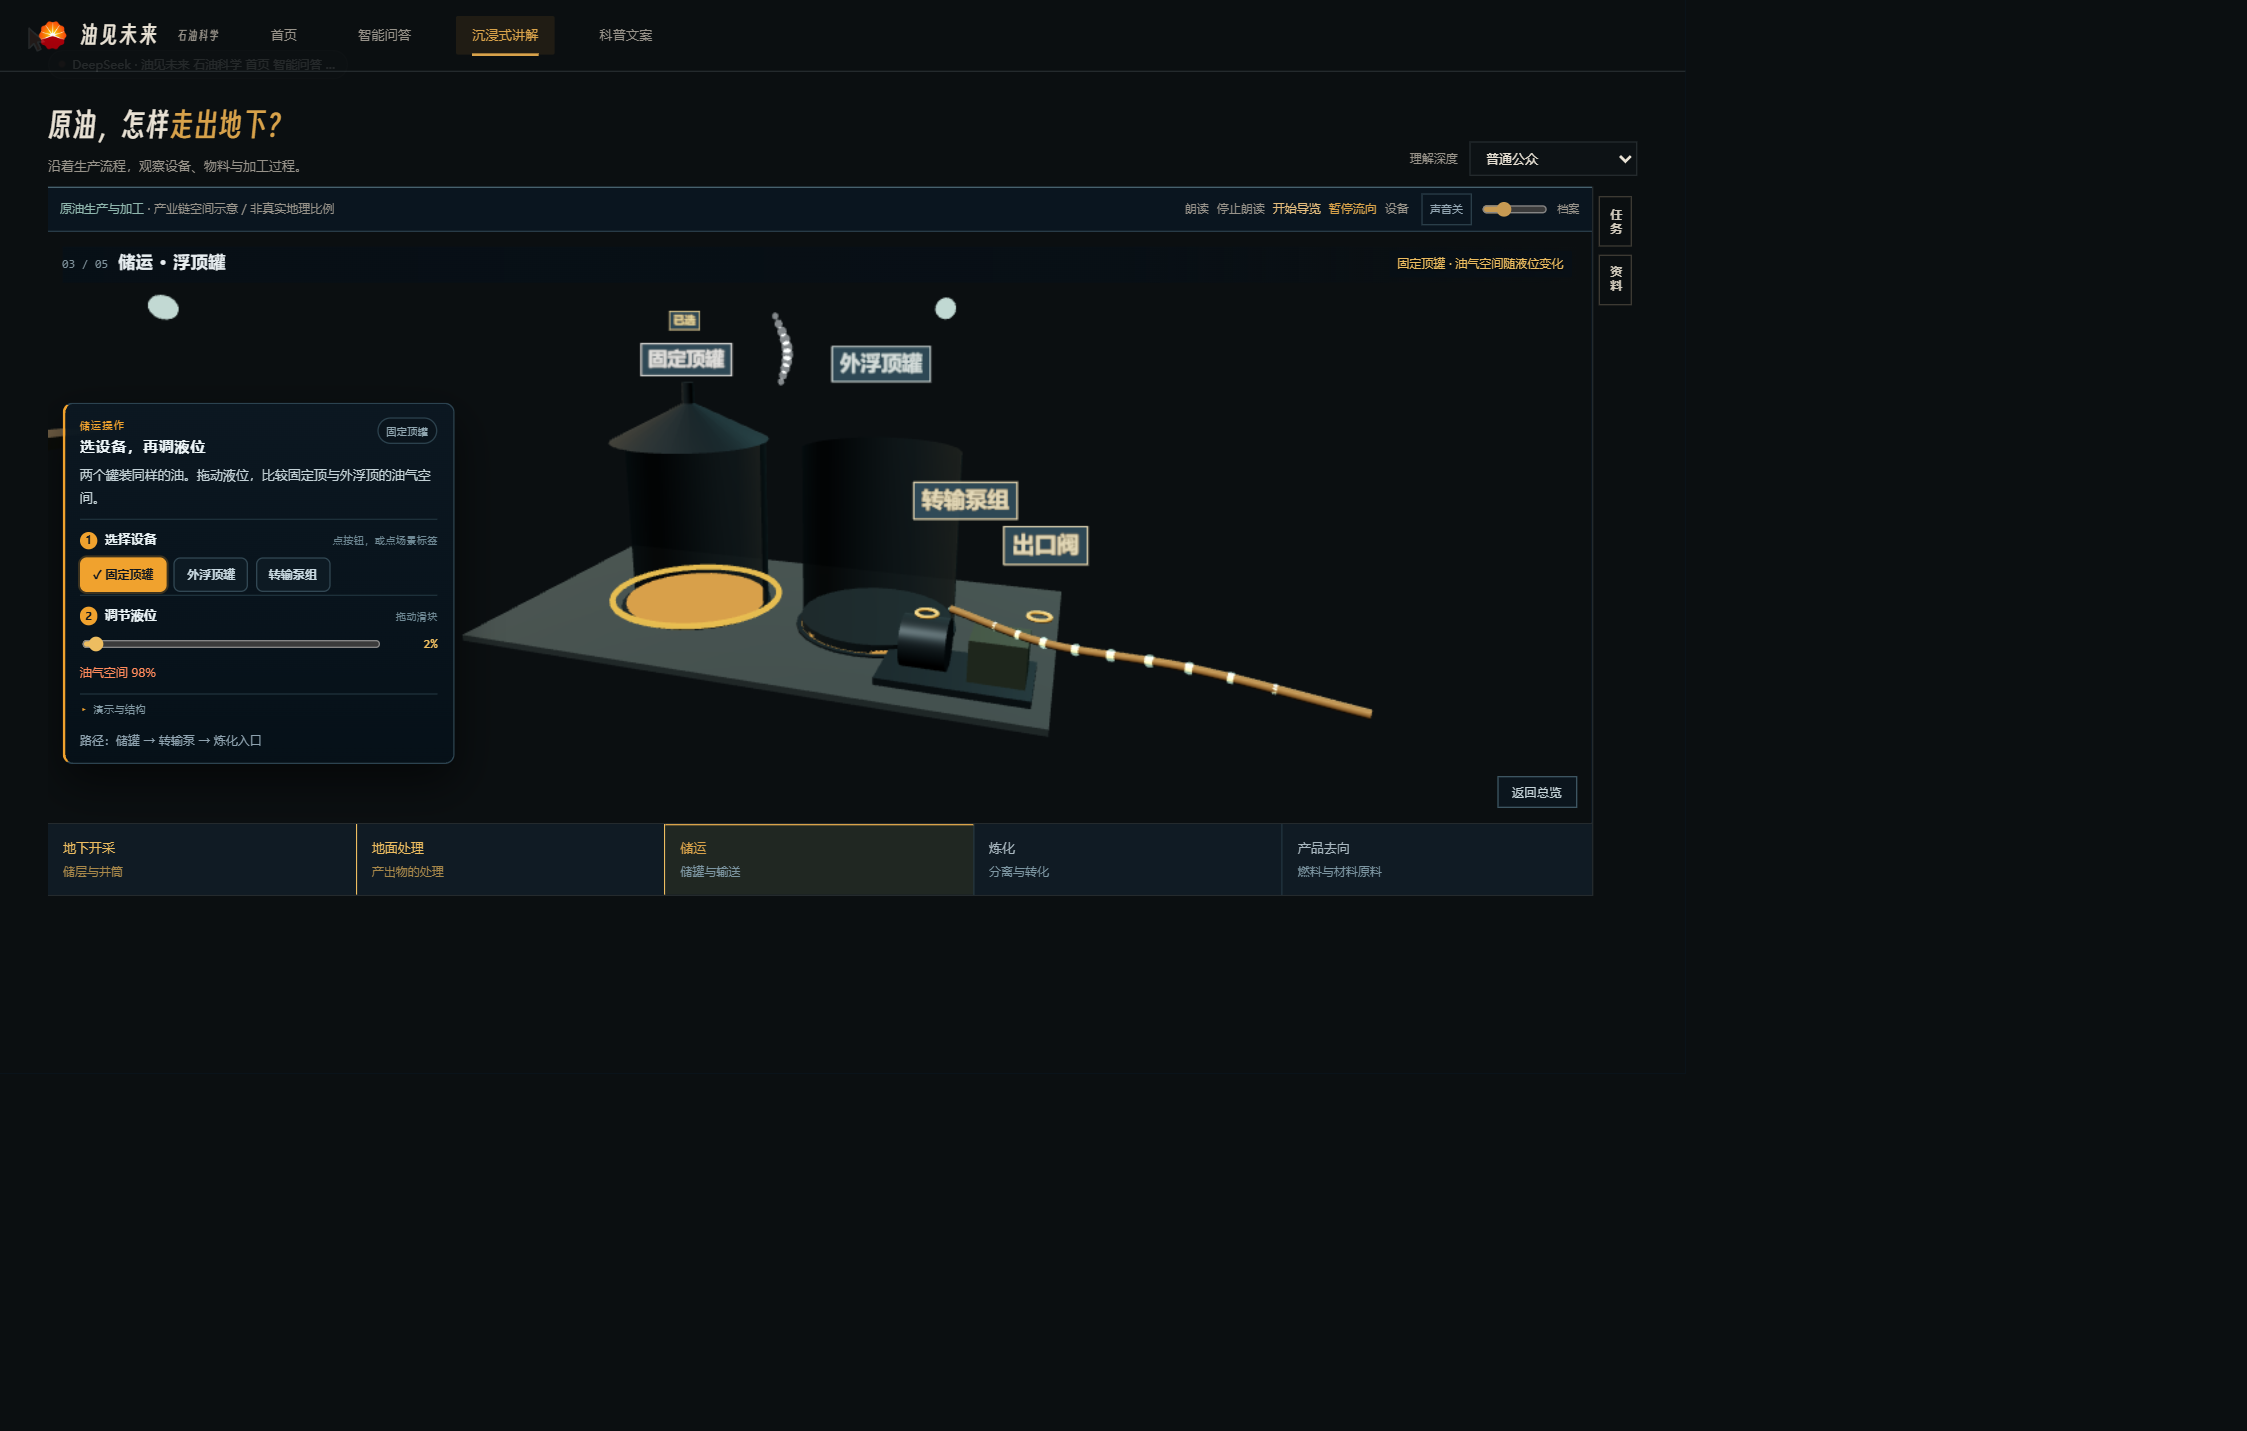 油见未来 石油科学 首页 智能问答 沉浸式讲解 科普文案
DeepSeek · 油见未来 石油科学 首页 智能问答 ...
原油，怎样走出地下？
沿着生产流程，观察设备、物料与加工过程。
理解深度 普通公众
原油生产与加工 · 产业链空间示意 / 非真实地理比例
朗读 停止朗读 开始导览 暂停流向 设备 声音关 档案
任务
资料
03 / 05 储运 · 浮顶罐
固定顶罐 · 油气空间随液位变化
已选
固定顶罐
外浮顶罐
转输泵组
出口阀
储运操作
选设备，再调液位
固定顶罐
两个罐装同样的油。拖动液位，比较固定顶与外浮顶的油气空
间。
1 选择设备 点按钮，或点场景标签
✓ 固定顶罐 外浮顶罐 转输泵组
2 调节液位 拖动滑块
2%
油气空间 98%
▸ 演示与结构
路径：储罐 → 转输泵 → 炼化入口
返回总览
地下开采
储层与井筒
地面处理
产出物的处理
储运
储罐与输送
炼化
分离与转化
产品去向
燃料与材料原料